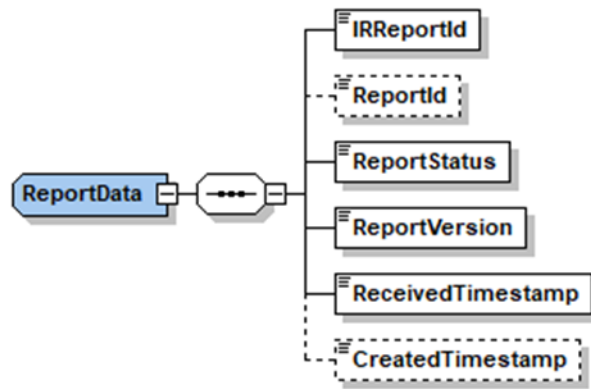 IRReportId
ReportId
ReportData
ReportStatus
ReportVersion
ReceivedTimestamp
CreatedTimestamp